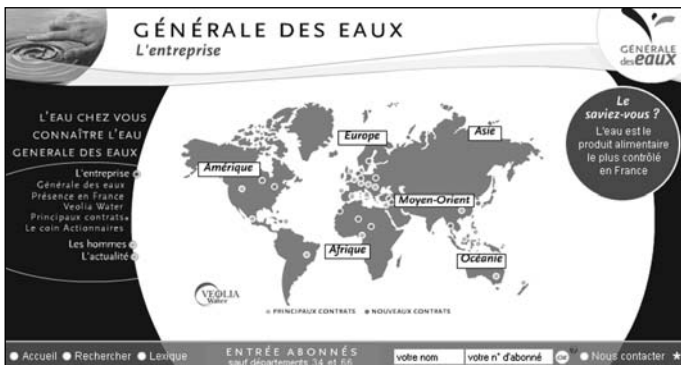 GÉNÉRALE DES EAUX
L'entreprise
GÉNÉRALE
des eaux
L'EAU CHEZ VOUS
CONNAÎTRE L'EAU
GENERALE DES EAUX
L'entreprise
Générale des eaux
Présence en France
Veolia Water
Principaux contrats
Le coin Actionnaires
Les hommes
L'actualité
Europe
Asie
Amérique
Moyen-Orient
Afrique
Océanie
VEOLIA
Water
PRINCIPAUX CONTRATS NOUVEAUX CONTRATS
Le
saviez-vous ?
L'eau est le
produit alimentaire
le plus contrôlé
en France
Accueil Rechercher Lexique
ENTRÉE ABONNÉS
sauf départements 34 et 66
votre nom votre n° d'abonné
Nous contacter